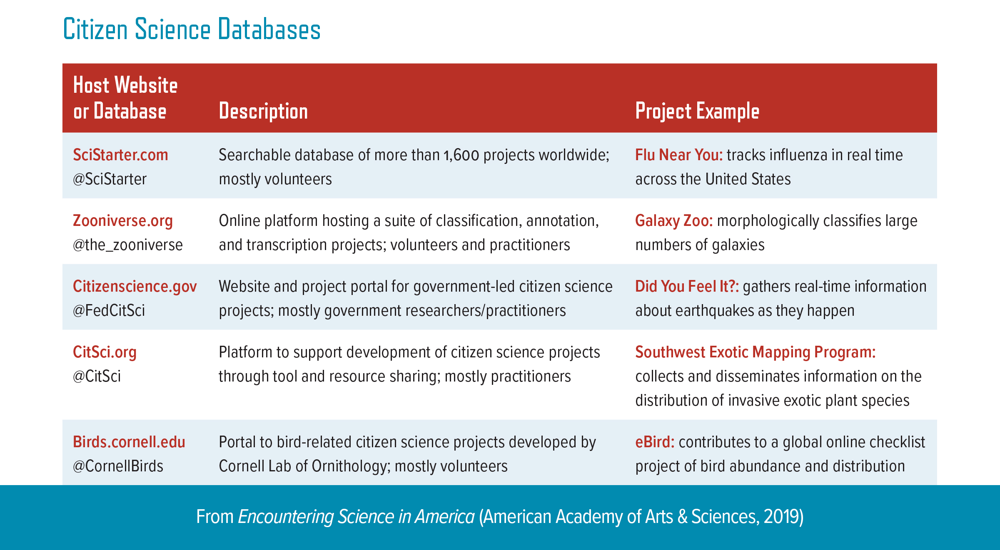 Citizen Science Databases
Host Website
or Database
Description
Project Example
SciStarter.com
@SciStarter
Searchable database of more than 1,600 projects worldwide;
mostly volunteers
Flu Near You: tracks influenza in real time
across the United States
Zooniverse.org
@the_zooniverse
Online platform hosting a suite of classification, annotation,
and transcription projects; volunteers and practitioners
Galaxy Zoo: morphologically classifies large
numbers of galaxies
Citizenscience.gov
@FedCitSci
Website and project portal for government-led citizen science
projects; mostly government researchers/practitioners
Did You Feel It?: gathers real-time information
about earthquakes as they happen
CitSci.org
@CitSci
Platform to support development of citizen science projects
through tool and resource sharing; mostly practitioners
Southwest Exotic Mapping Program:
collects and disseminates information on the
distribution of invasive exotic plant species
Birds.cornell.edu
@CornellBirds
Portal to bird-related citizen science projects developed by
Cornell Lab of Ornithology; mostly volunteers
eBird: contributes to a global online checklist
project of bird abundance and distribution
From Encountering Science in America (American Academy of Arts & Sciences, 2019)